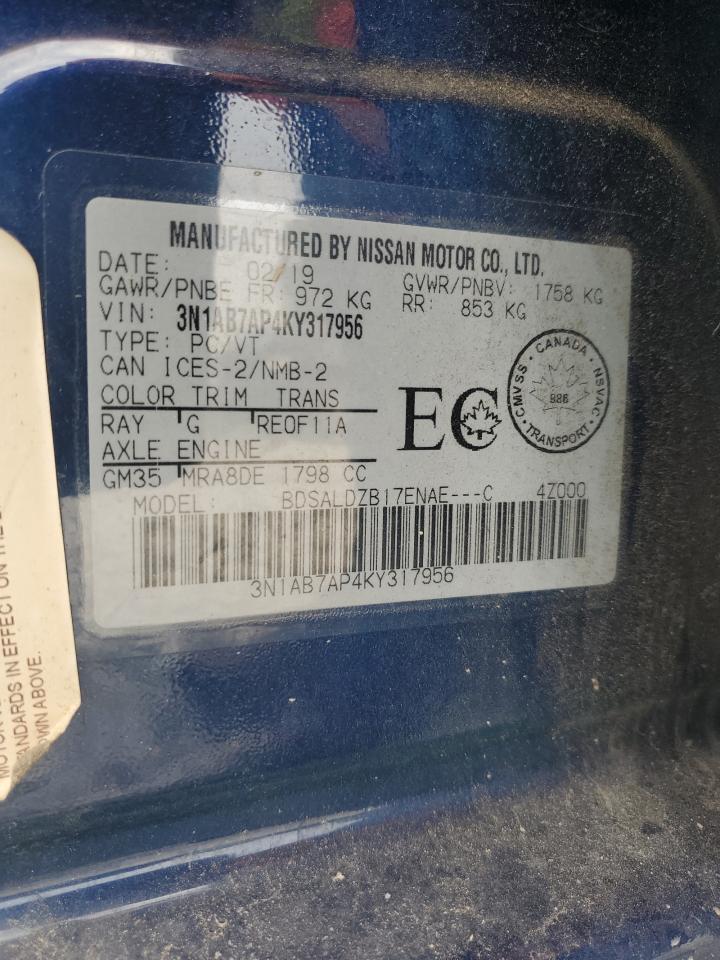 MANUFACTURED BY NISSAN MOTOR CO., LTD.
DATE: 02/19 GVWR/PNBV: 1758 KG
GAWR/PNBE FR: 972 KG RR: 853 KG
VIN: 3N1AB7AP4KY317956
TYPE: PC/VT
CAN ICES-2/NMB-2
COLOR TRIM TRANS
RAY G RE0F11A
AXLE ENGINE
GM35 MRA8DE 1798 CC
EC
CANADA
CMVSS NSVAC
986
TRANSPORT
MODEL: BDSALDZB17ENAE---C 4Z000
3N1AB7AP4KY317956
ANDARDS IN EFFECT ON THE
OWN ABOVE.